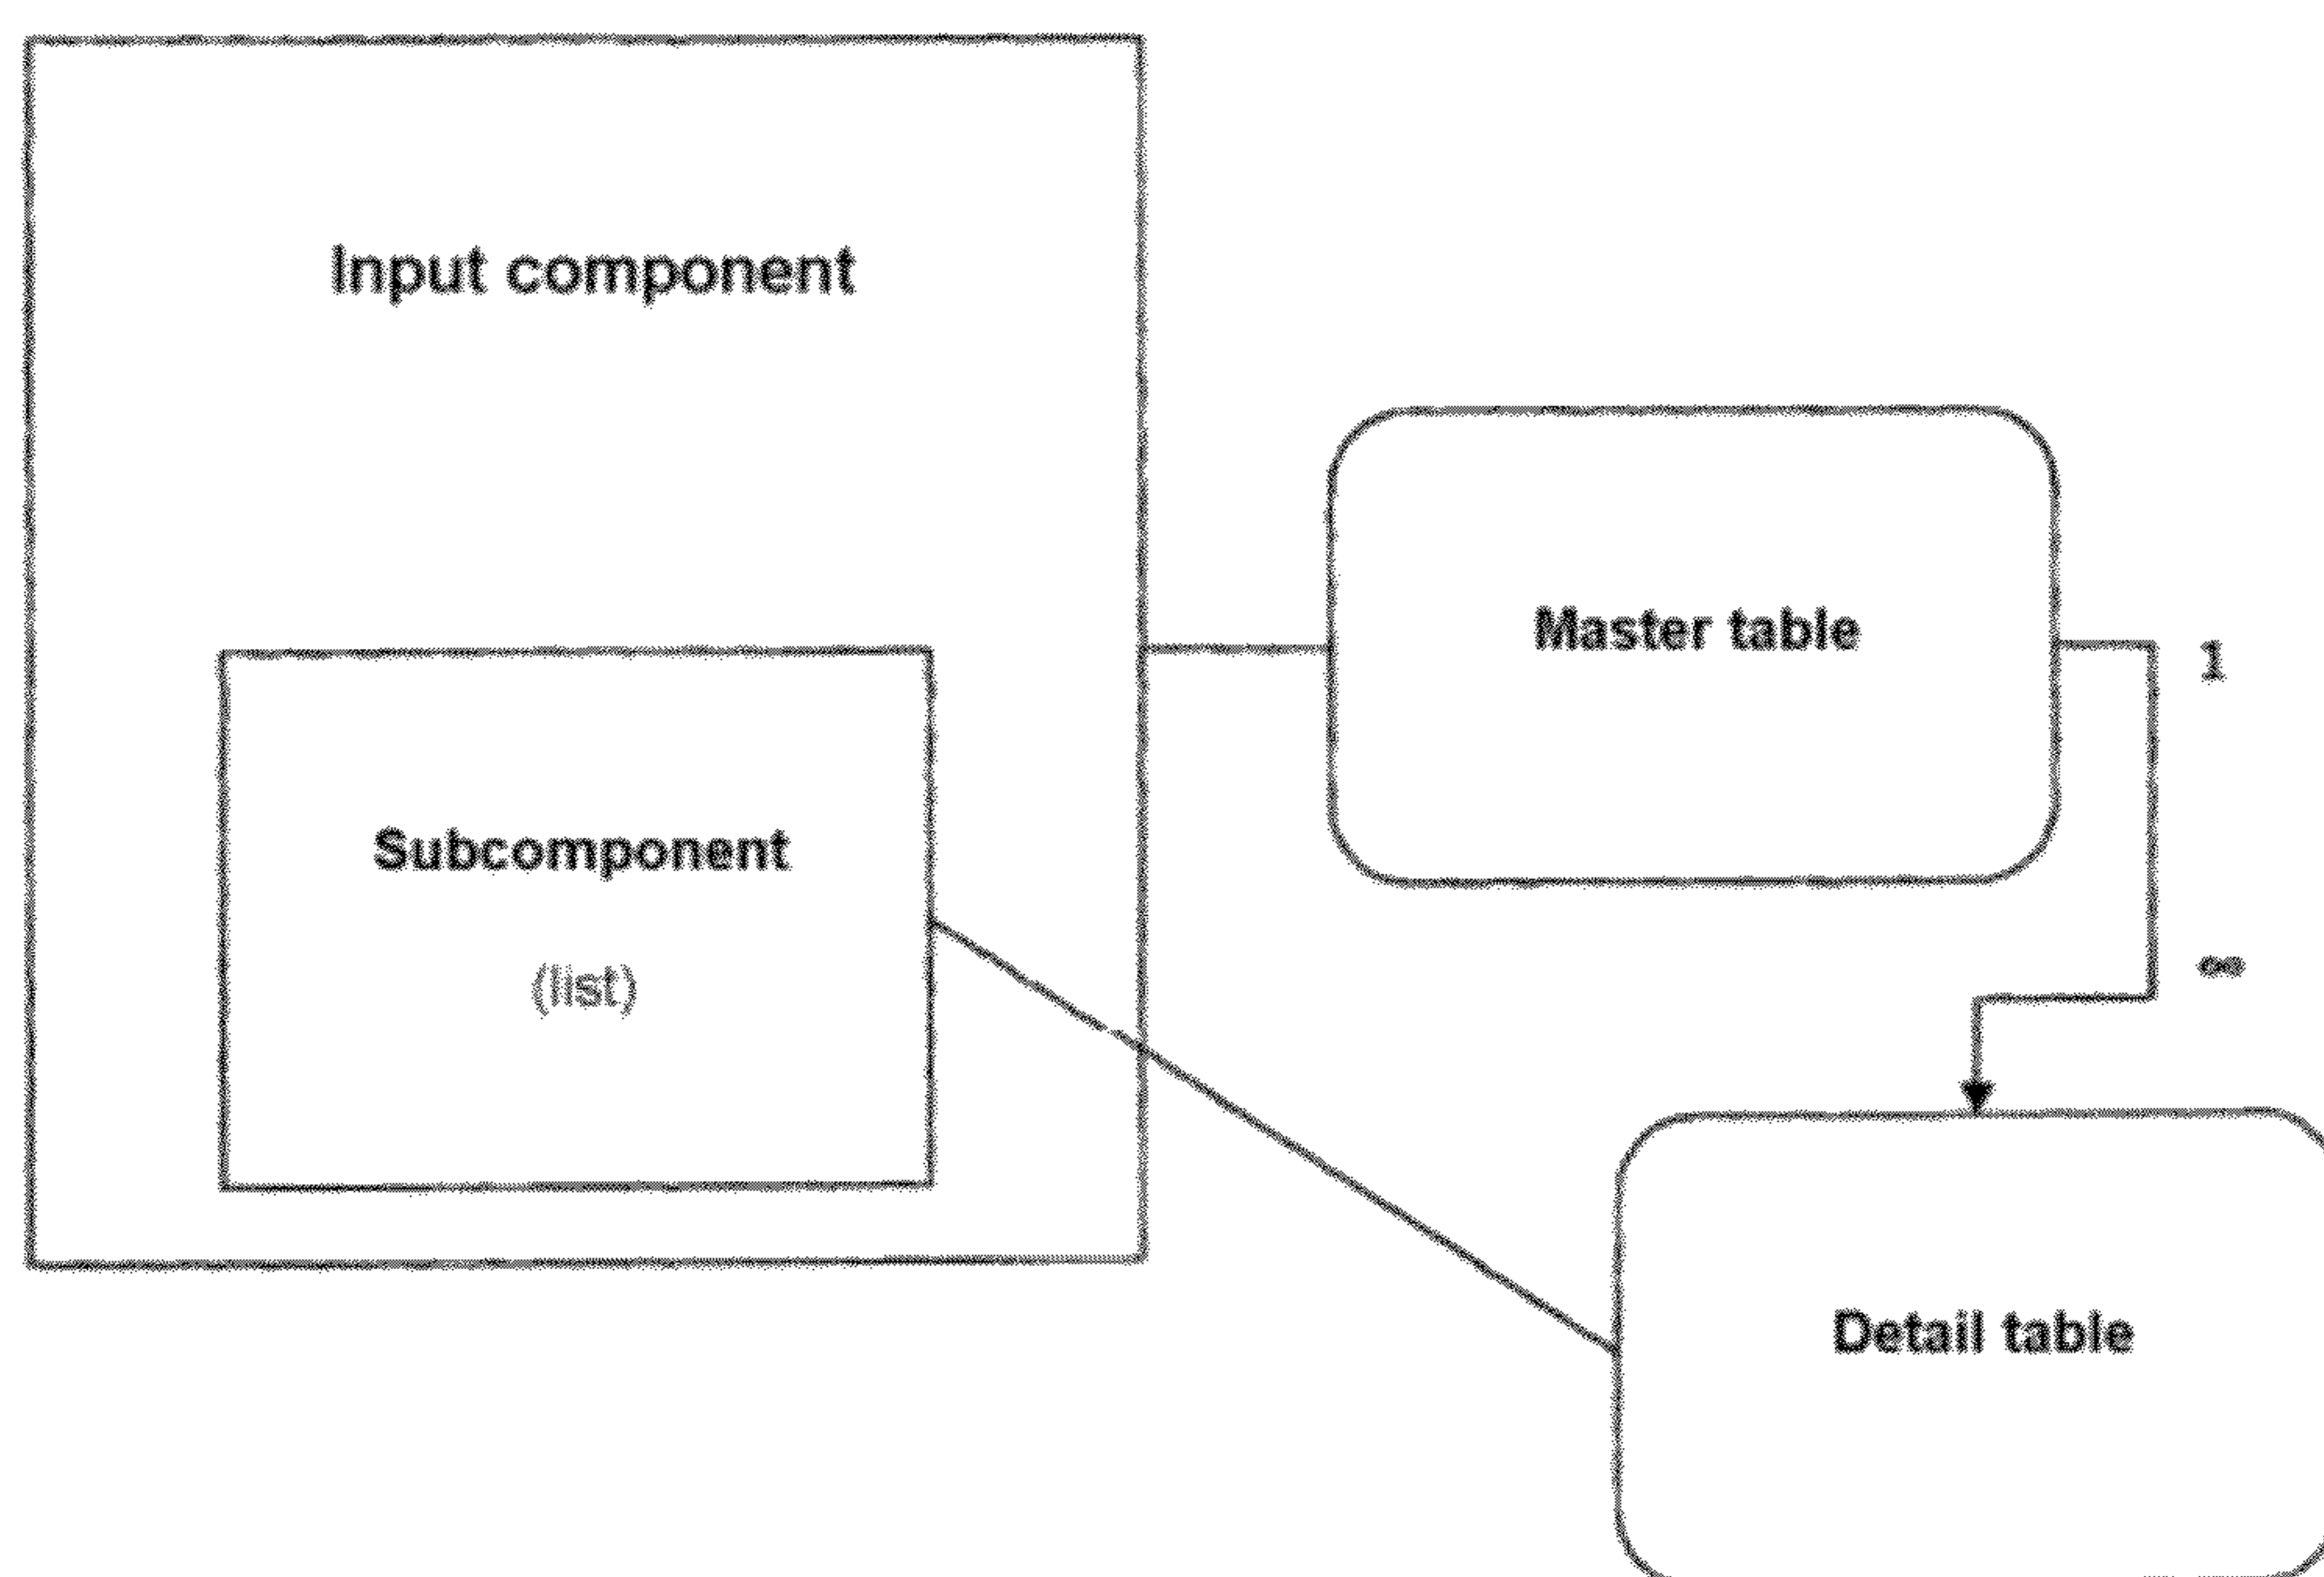 Input component
Master table
1
Subcomponent
(list)
∞
Detail table